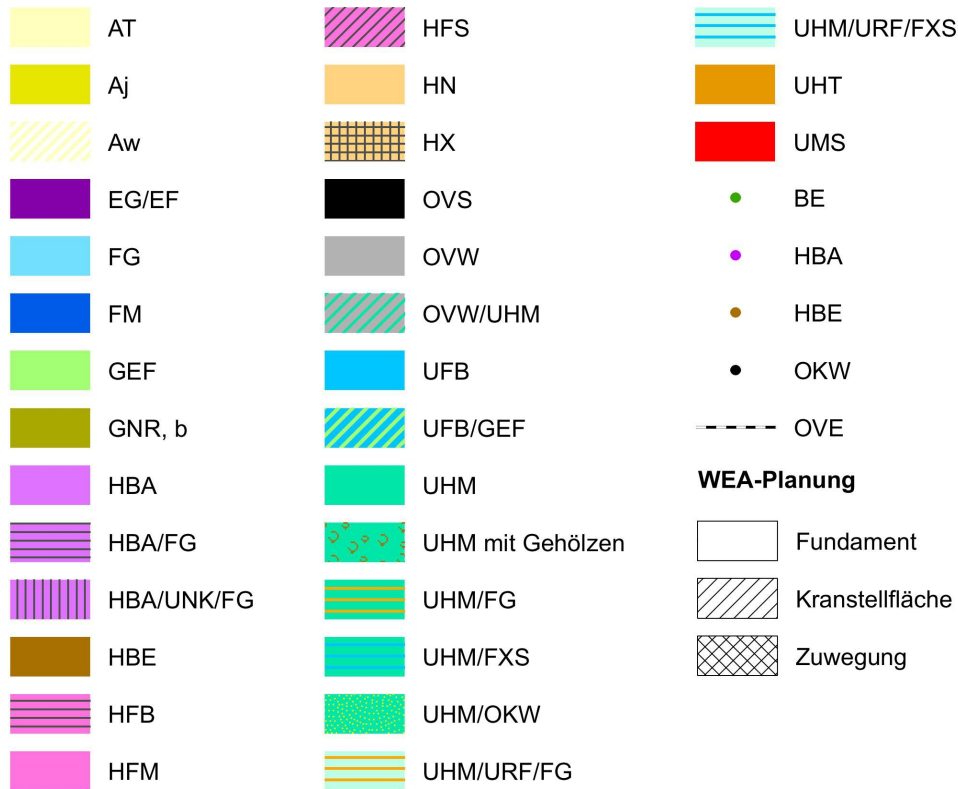 AT
Aj
Aw
EG/EF
FG
FM
GEF
GNR, b
HBA
HBA/FG
HBA/UNK/FG
HBE
HFB
HFM
HFS
HN
HX
OVS
OVW
OVW/UHM
UFB
UFB/GEF
UHM
UHM mit Gehölzen
UHM/FG
UHM/FXS
UHM/OKW
UHM/URF/FG
UHM/URF/FXS
UHT
UMS
BE
HBA
HBE
OKW
OVE
WEA-Planung
Fundament
Kranstellfläche
Zuwegung